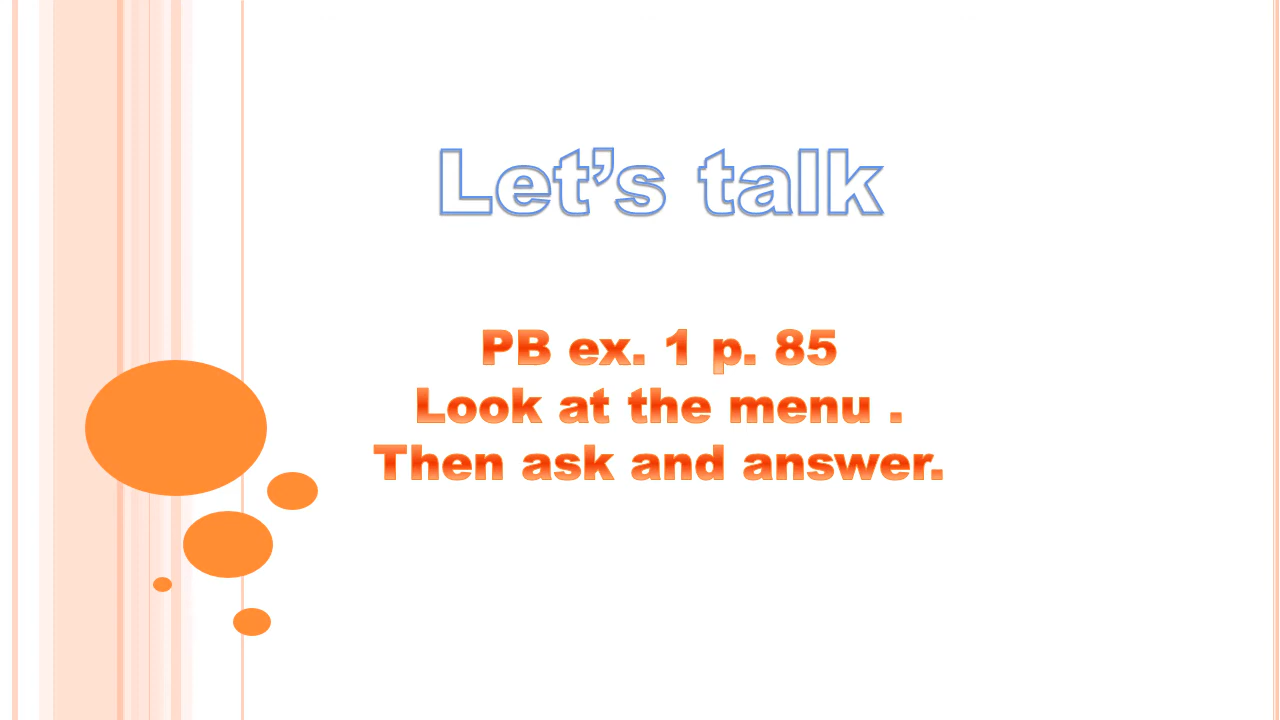 Let’s talk
PB ex. 1 p. 85
Look at the menu .
Then ask and answer.